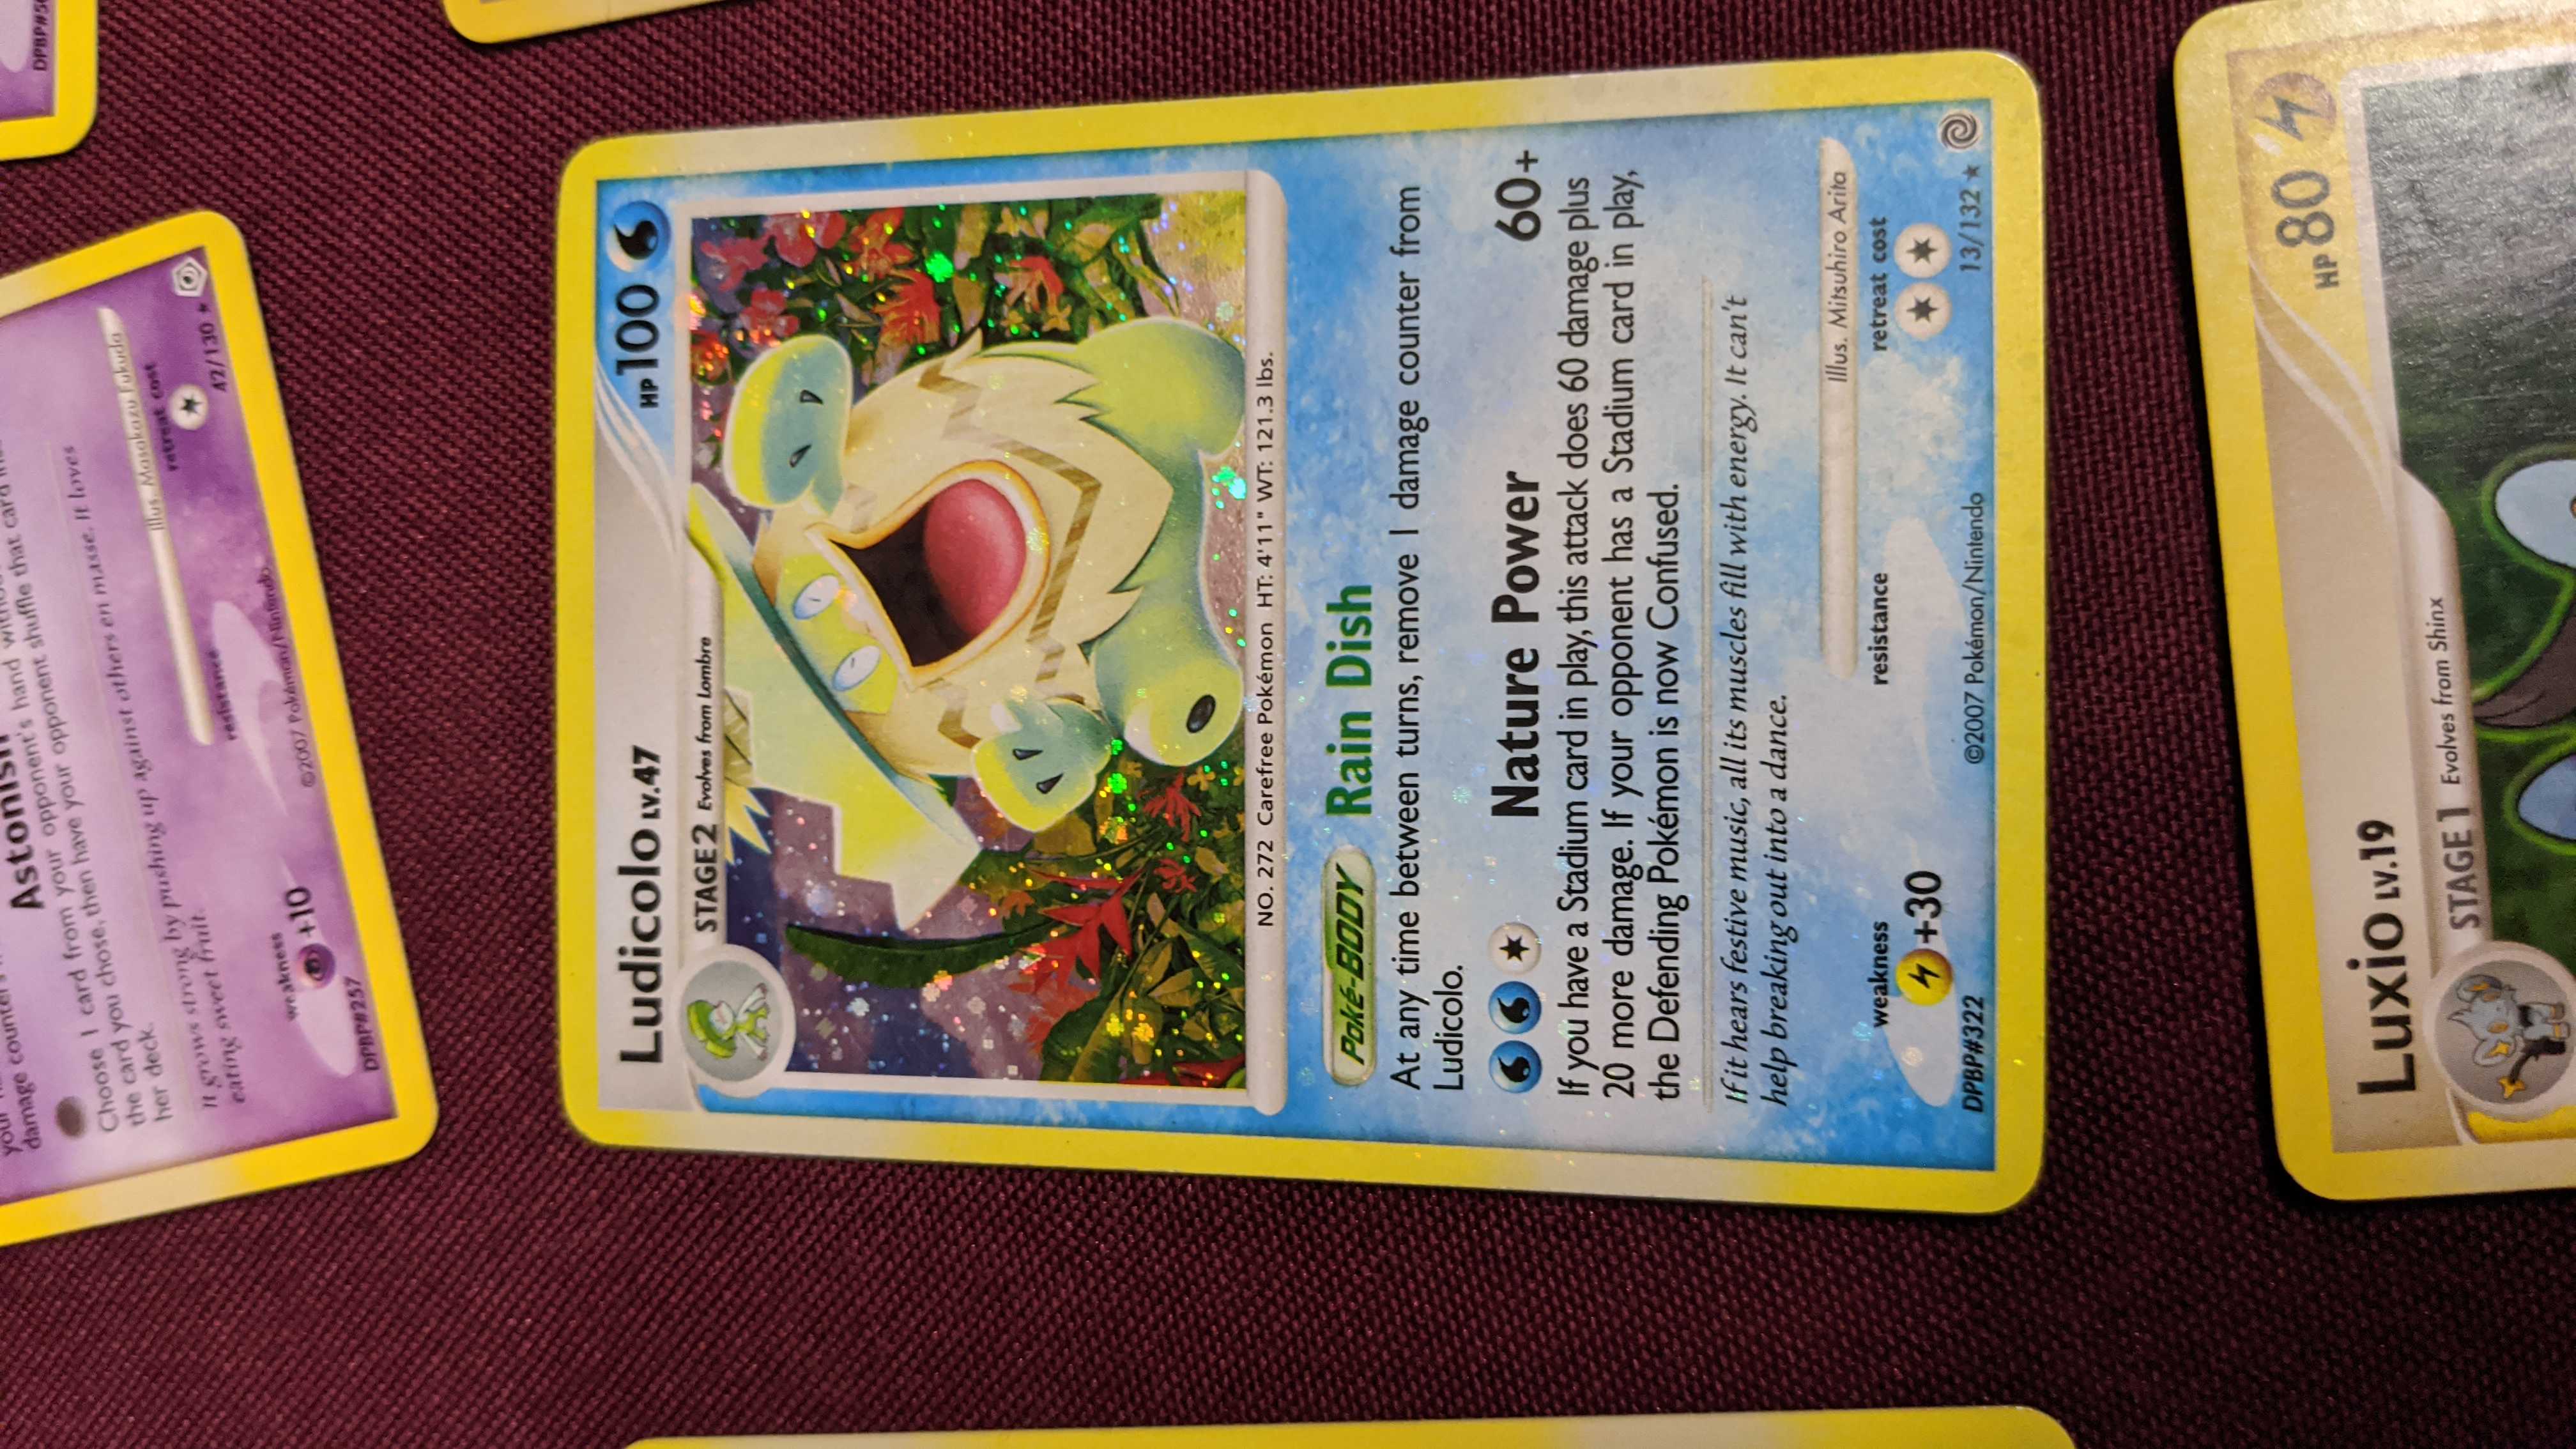 Ludicolo LV.47 HP 100
STAGE 2 Evolves from Lombre
NO. 272 Carefree Pokémon HT: 4'11" WT: 121.3 lbs.
Poké-BODY Rain Dish
At any time between turns, remove 1 damage counter from
Ludicolo.
Nature Power 60+
If you have a Stadium card in play, this attack does 60 damage plus
20 more damage. If your opponent has a Stadium card in play,
the Defending Pokémon is now Confused.
If it hears festive music, all its muscles fill with energy. It can't
help breaking out into a dance.
Illus. Mitsuhiro Arita
weakness resistance retreat cost
+30
DPBP#322 ©2007 Pokémon/Nintendo 13/132
Astonish
damage counter
Choose 1 card from your opponent's hand
the card you chose, then have your opponent shuffle that card
her deck.
It grows strong by pushing up against others en masse. It loves
eating sweet fruit.
Illus. Masakazu Fukuda
weakness resistance retreat cost
+10
DPBP#257 ©2007 Pokémon/Nintendo 42/130
Luxio LV.19 HP 80
STAGE 1 Evolves from Shinx